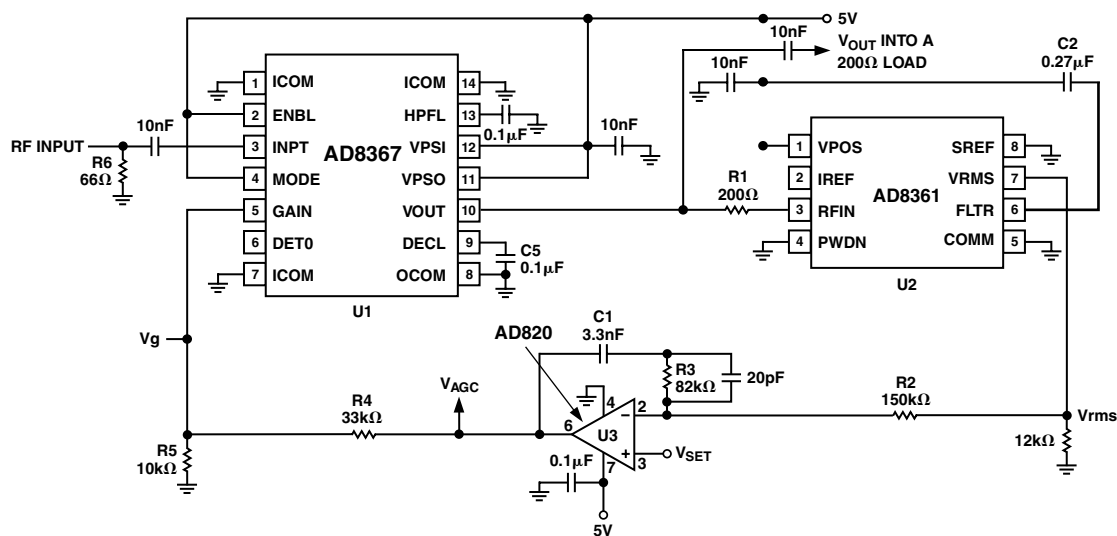 5V
10nF
VOUT INTO A
200Ω LOAD
C2
0.27µF
10nF
1 ICOM
ICOM 14
2 ENBL
HPFL 13
0.1µF
10nF
RF INPUT
R6
66Ω
3 INPT
AD8367
VPSI 12
10nF
4 MODE
VPSO 11
5 GAIN
VOUT 10
6 DET0
DECL 9
7 ICOM
OCOM 8
C5
0.1µF
U1
R1
200Ω
1 VPOS
SREF 8
2 IREF
VRMS 7
AD8361
3 RFIN
FLTR 6
4 PWDN
COMM 5
U2
Vg
AD820
C1
3.3nF
R3
82kΩ
20pF
VAGC
R4
33kΩ
R5
10kΩ
4
2
6
U3
–
+
3
7
VSET
0.1µF
5V
R2
150kΩ
Vrms
12kΩ